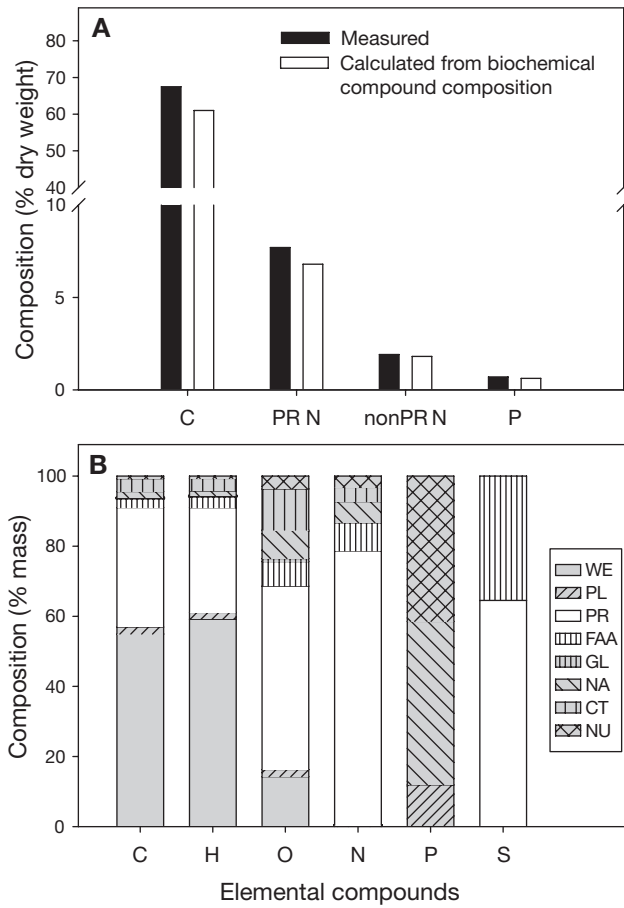 A
Measured
Calculated from biochemical
compound composition
Composition (% dry weight)
80
70
60
50
40
10
5
0
C
PR N
nonPR N
P
B
Composition (% mass)
100
80
60
40
20
0
WE
PL
PR
FAA
GL
NA
CT
NU
C
H
O
N
P
S
Elemental compounds